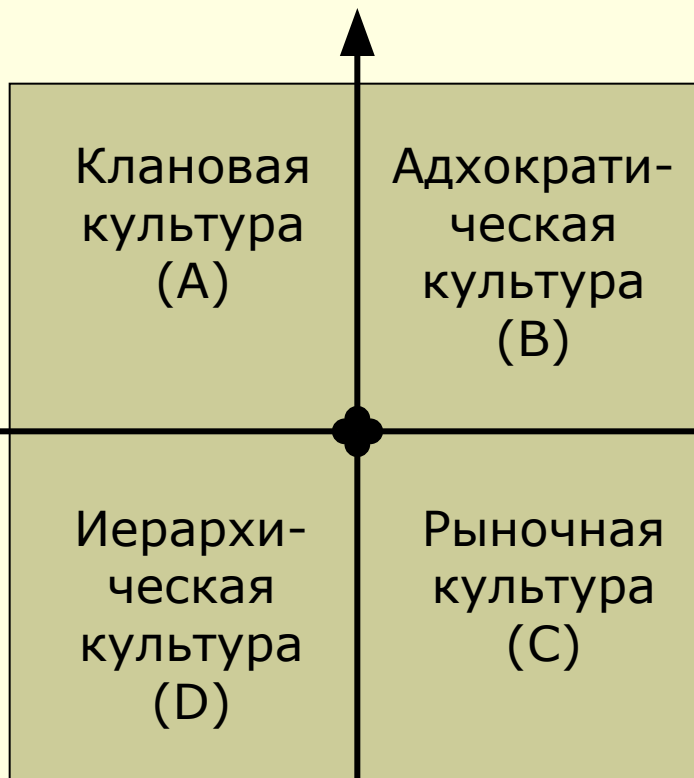 Клановая
культура
(A)
Адхократи-
ческая
культура
(B)
Иерархи-
ческая
культура
(D)
Рыночная
культура
(C)